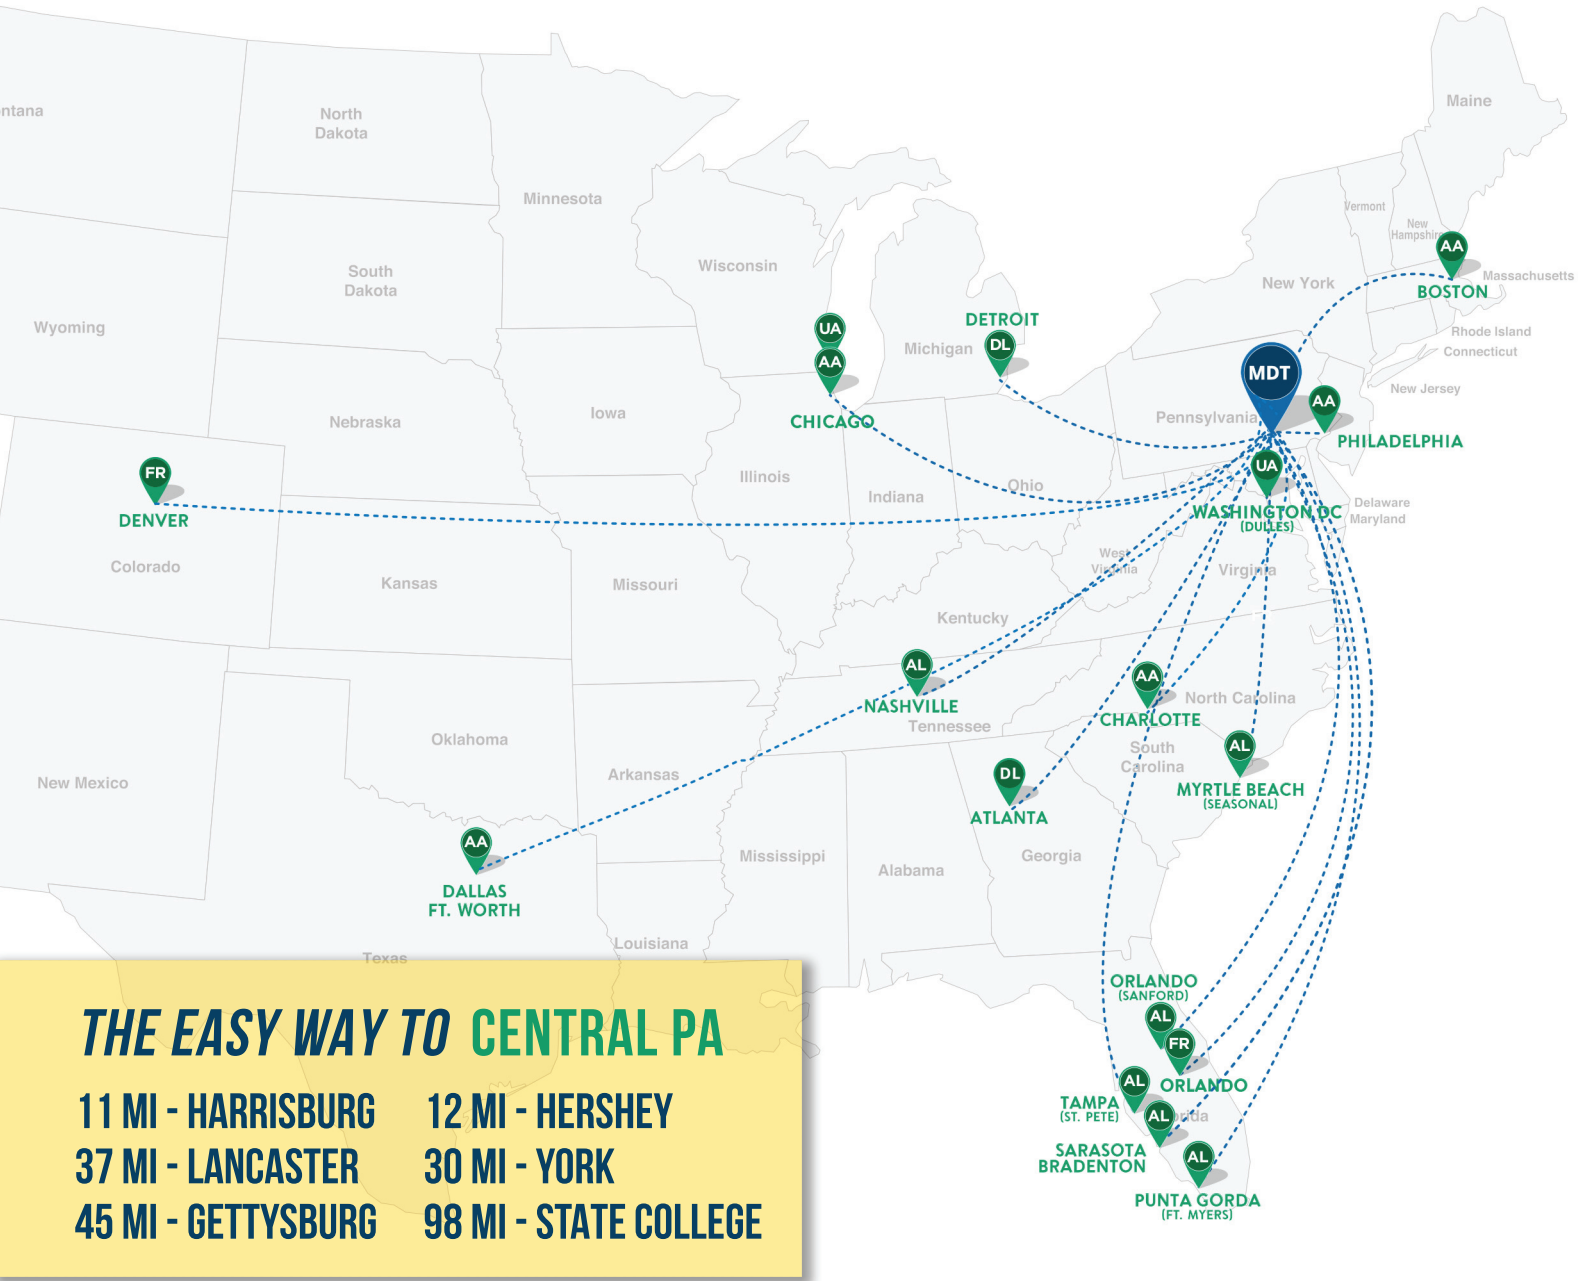 Maine
ntana
North
Dakota
Minnesota
Vermont
New
Hampshire
AA
BOSTON
Massachusetts
Wisconsin
South
Dakota
New York
Wyoming
UA
AA
CHICAGO
DETROIT
DL
Michigan
Rhode Island
Connecticut
New Jersey
MDT
AA
PHILADELPHIA
Pennsylvania
Iowa
Nebraska
FR
DENVER
Illinois
Indiana
Ohio
UA
WASHINGTON DC
(DULLES)
Delaware
Maryland
West
Virginia
Virginia
Colorado
Kansas
Missouri
Kentucky
AL
NASHVILLE
Tennessee
AA
CHARLOTTE
North Carolina
South
Carolina
AL
MYRTLE BEACH
(SEASONAL)
Oklahoma
Arkansas
New Mexico
DL
ATLANTA
AA
DALLAS
FT. WORTH
Mississippi
Alabama
Georgia
Louisiana
Texas
ORLANDO
(SANFORD)
AL
FR
ORLANDO
AL
TAMPA
(ST. PETE)
AL
rida
SARASOTA
BRADENTON
AL
PUNTA GORDA
(FT. MYERS)
THE EASY WAY TO CENTRAL PA
11 MI - HARRISBURG 12 MI - HERSHEY
37 MI - LANCASTER 30 MI - YORK
45 MI - GETTYSBURG 98 MI - STATE COLLEGE